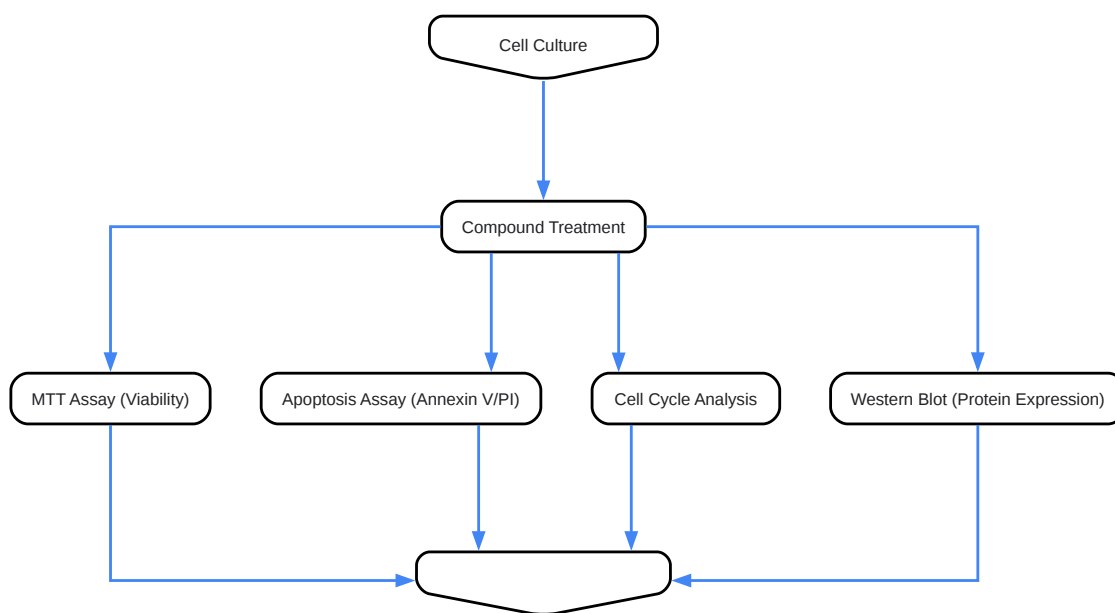 Cell Culture
Compound Treatment
MTT Assay (Viability)
Apoptosis Assay (Annexin V/PI)
Cell Cycle Analysis
Western Blot (Protein Expression)